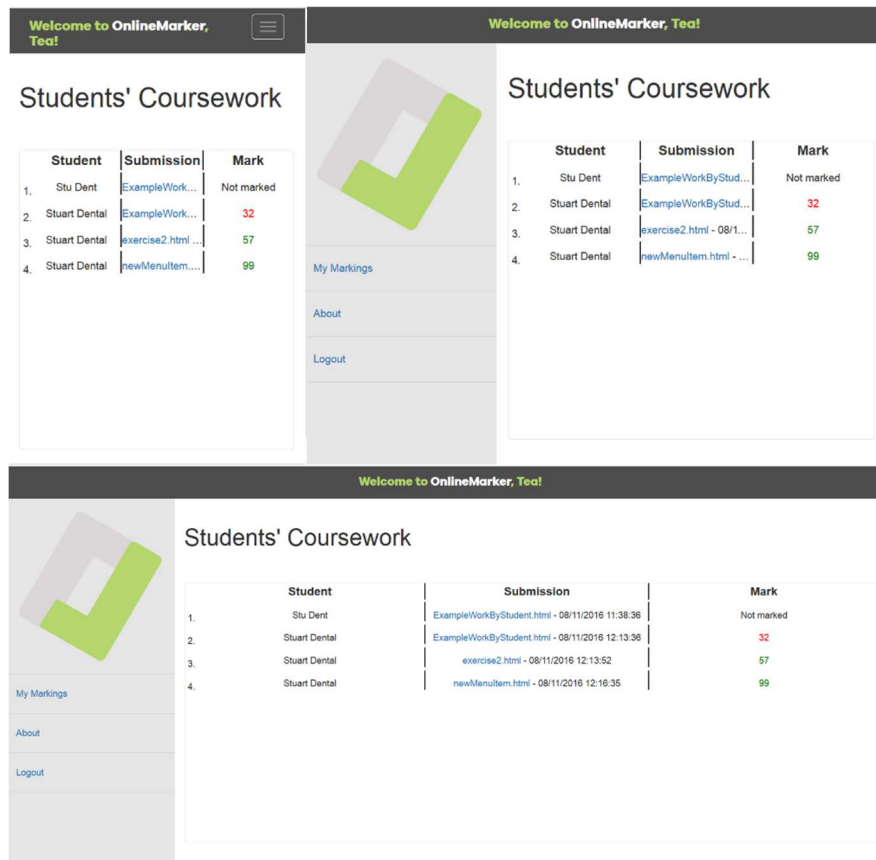 Welcome to OnlineMarker,
Tea!
Students' Coursework
Student Submission Mark
1. Stu Dent ExampleWork... Not marked
2. Stuart Dental ExampleWork... 32
3. Stuart Dental exercise2.html ... 57
4. Stuart Dental newMenuItem.... 99
Welcome to OnlineMarker, Tea!
My Markings
About
Logout
Students' Coursework
Student Submission Mark
1. Stu Dent ExampleWorkByStud... Not marked
2. Stuart Dental ExampleWorkByStud... 32
3. Stuart Dental exercise2.html - 08/1... 57
4. Stuart Dental newMenuItem.html - ... 99
Welcome to OnlineMarker, Tea!
My Markings
About
Logout
Students' Coursework
Student Submission Mark
1. Stu Dent ExampleWorkByStudent.html - 08/11/2016 11:38:36 Not marked
2. Stuart Dental ExampleWorkByStudent.html - 08/11/2016 12:13:36 32
3. Stuart Dental exercise2.html - 08/11/2016 12:13:52 57
4. Stuart Dental newMenuItem.html - 08/11/2016 12:16:35 99